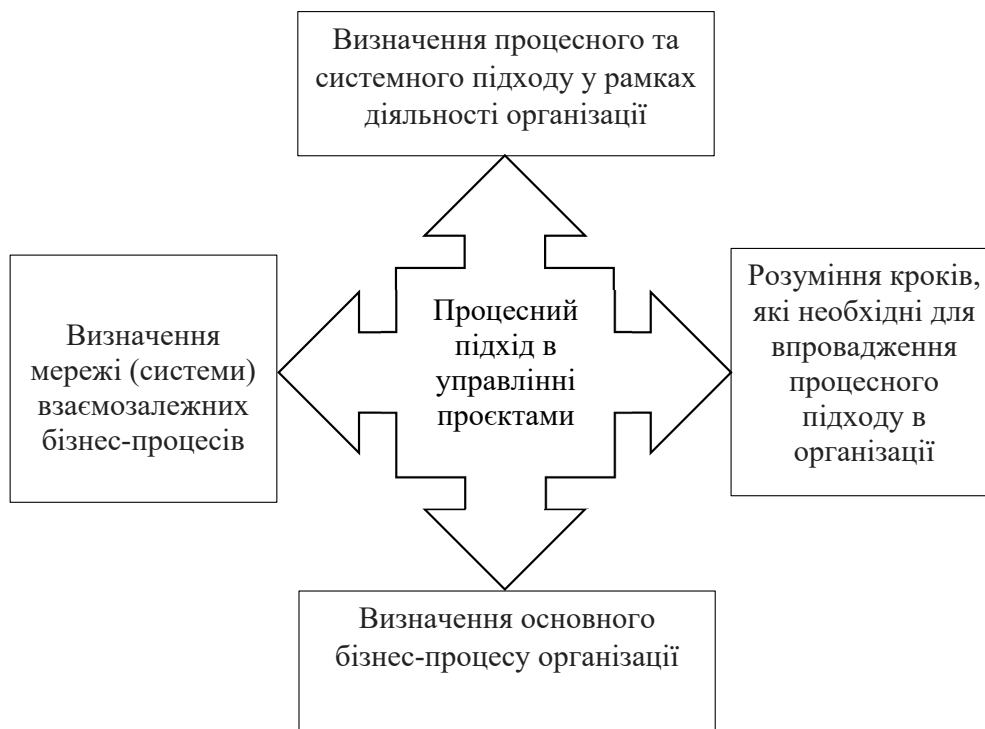 Визначення процесного та
системного підходу у рамках
діяльності організації
Визначення
мережі (системи)
взаємозалежних
бізнес-процесів
Процесний
підхід в
управлінні
проєктами
Розуміння кроків,
які необхідні для
впровадження
процесного
підходу в
організації
Визначення основного
бізнес-процесу організації